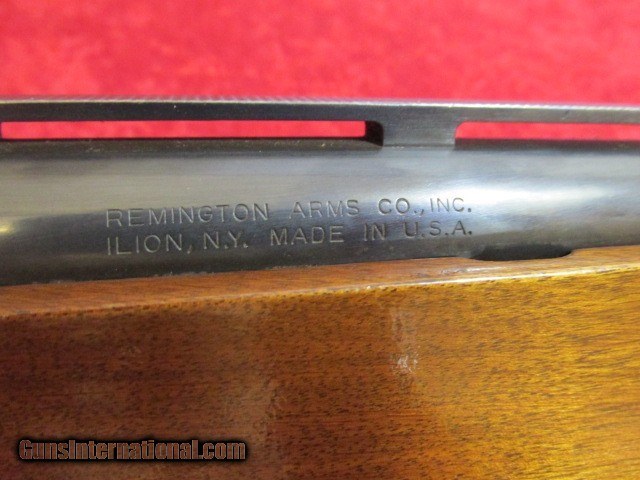 REMINGTON ARMS CO., INC.
ILION, N.Y. MADE IN U.S.A.
GunsInternational.com